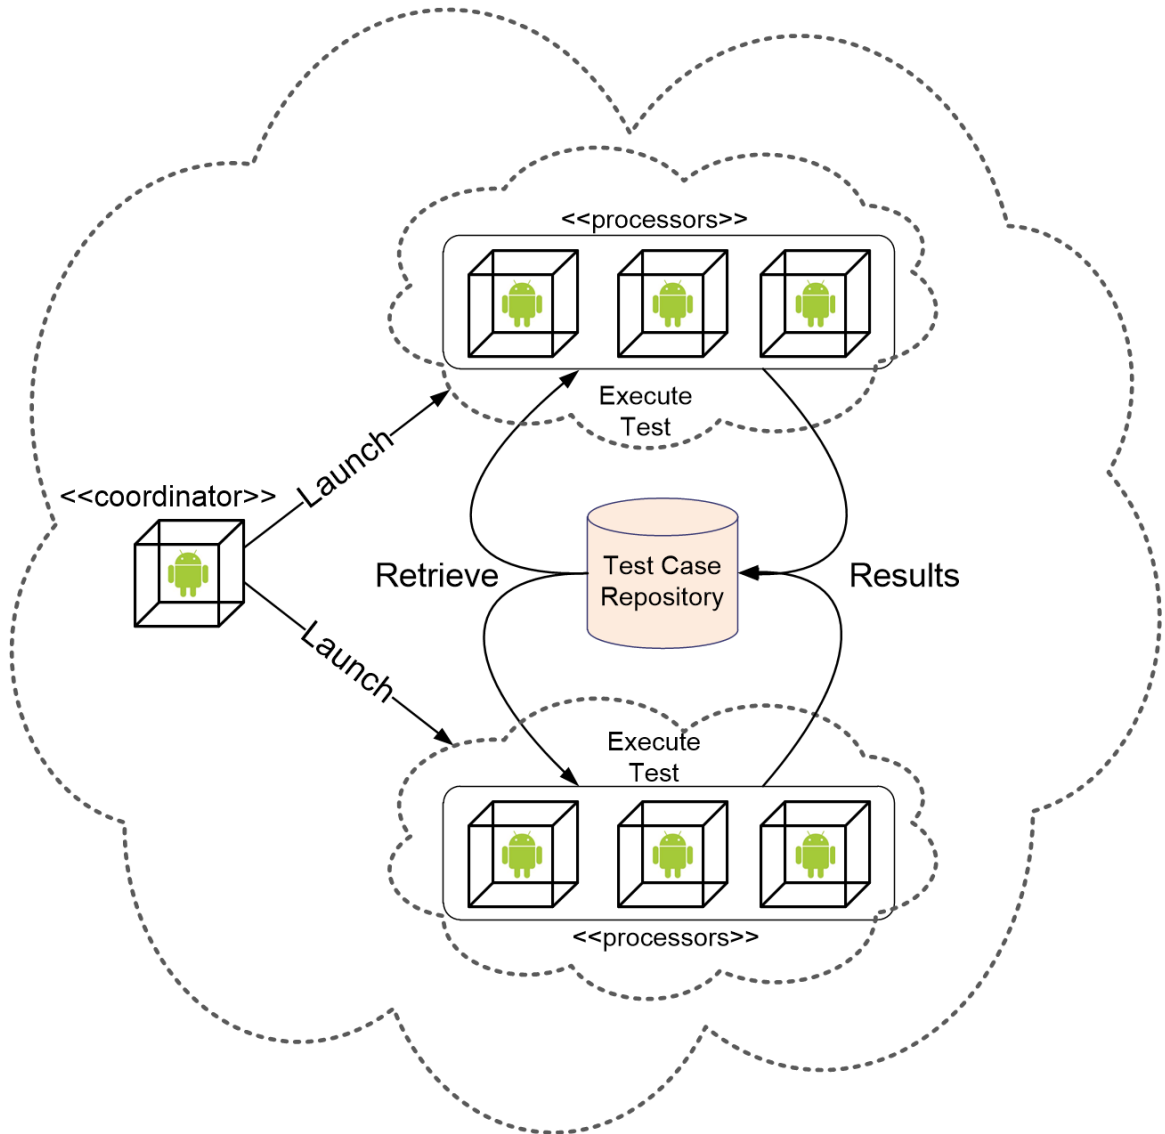 <<processors>>
Execute
Test
Launch
<<coordinator>>
Retrieve
Test Case
Repository
Results
Launch
Execute
Test
<<processors>>